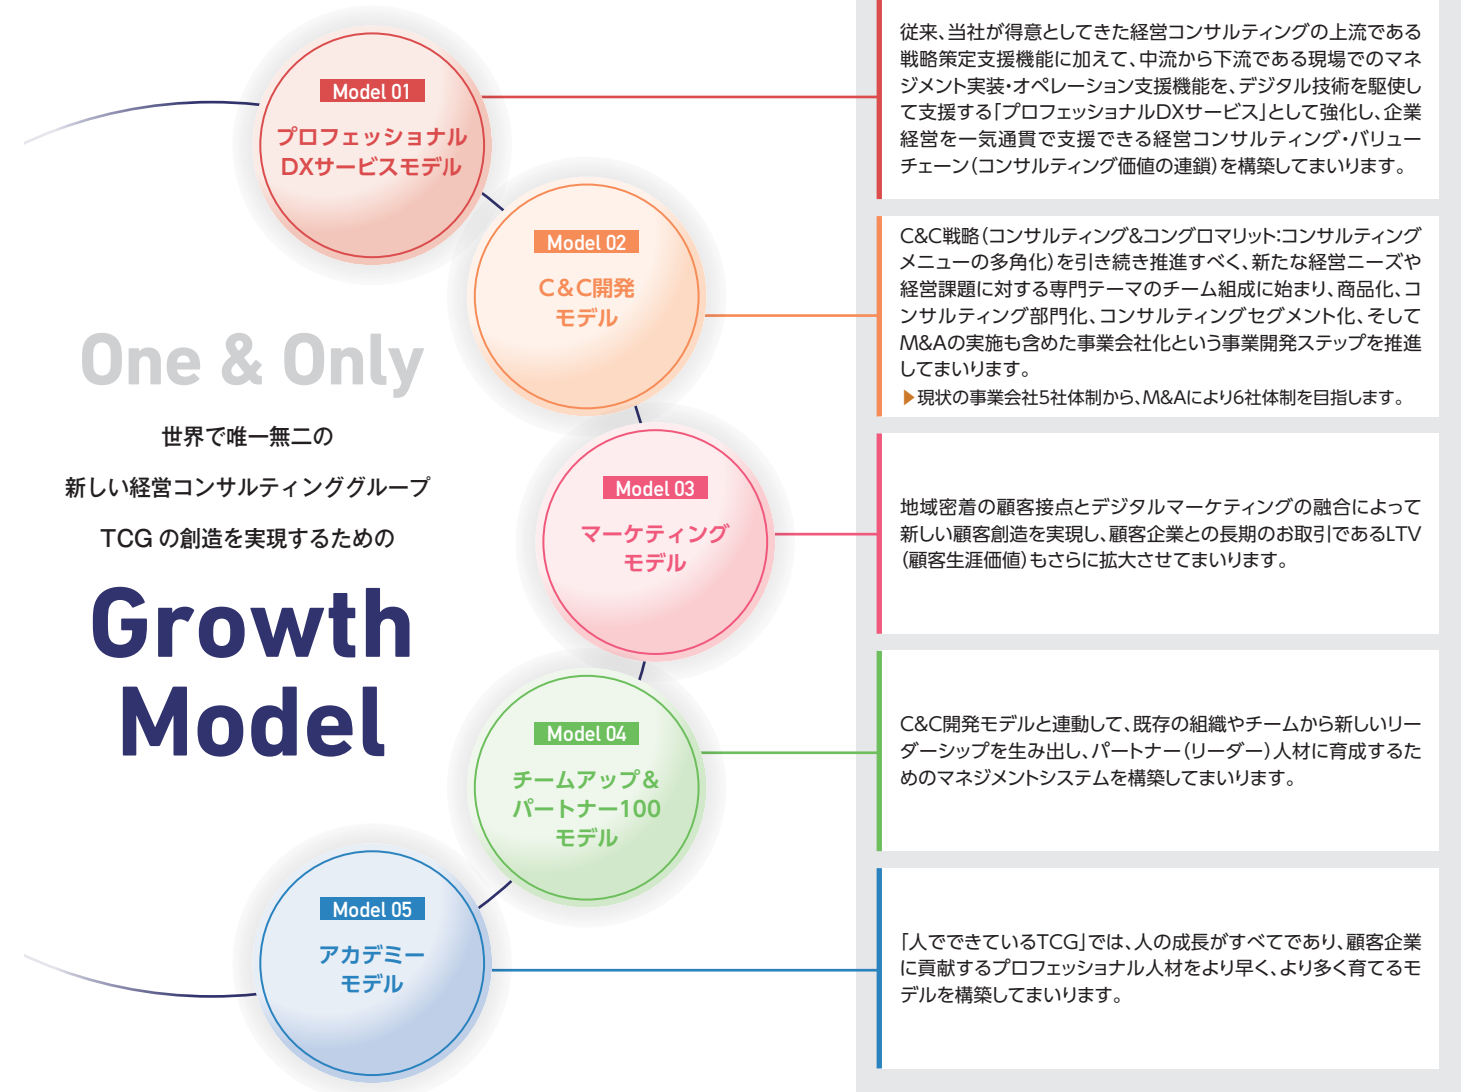 One & Only
世界で唯一無二の
新しい経営コンサルティンググループ
TCG の創造を実現するための
Growth
Model
Model 01
プロフェッショナル
DXサービスモデル
従来、当社が得意としてきた経営コンサルティングの上流である
戦略策定支援機能に加えて、中流から下流である現場でのマネ
ジメント実装・オペレーション支援機能を、デジタル技術を駆使し
て支援する「プロフェッショナルDXサービス」として強化し、企業
経営を一気通貫で支援できる経営コンサルティング・バリュー
チェーン（コンサルティング価値の連鎖）を構築してまいります。
Model 02
C＆C開発
モデル
C&C戦略（コンサルティング&コングロマリット:コンサルティング
メニューの多角化）を引き続き推進すべく、新たな経営ニーズや
経営課題に対する専門テーマのチーム組成に始まり、商品化、コ
ンサルティング部門化、コンサルティングセグメント化、そして
M&Aの実施も含めた事業会社化という事業開発ステップを推進
してまいります。
▶現状の事業会社5社体制から、M&Aにより6社体制を目指します。
Model 03
マーケティング
モデル
地域密着の顧客接点とデジタルマーケティングの融合によって
新しい顧客創造を実現し、顧客企業との長期のお取引であるLTV
（顧客生涯価値）もさらに拡大させてまいります。
Model 04
チームアップ＆
パートナー100
モデル
C&C開発モデルと連動して、既存の組織やチームから新しいリー
ダーシップを生み出し、パートナー（リーダー）人材に育成するた
めのマネジメントシステムを構築してまいります。
Model 05
アカデミー
モデル
「人でできているTCG」では、人の成長がすべてであり、顧客企業
に貢献するプロフェッショナル人材をより早く、より多く育てるモ
デルを構築してまいります。